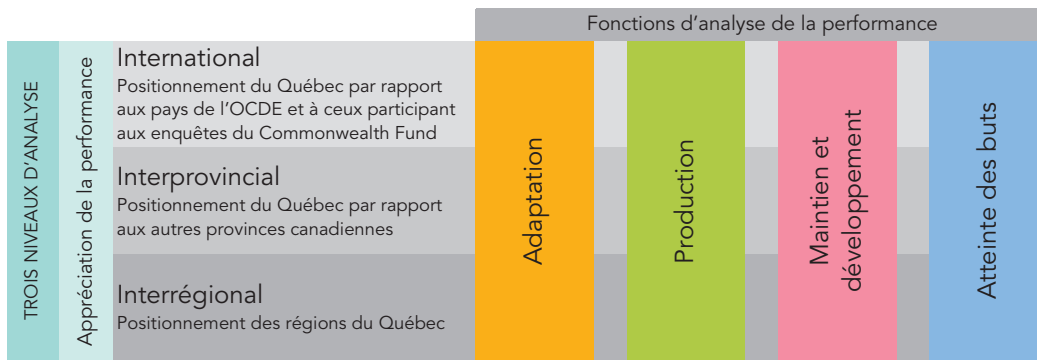 Fonctions d'analyse de la performance
TROIS NIVEAUX D'ANALYSE
Appréciation de la performance
International
Positionnement du Québec par rapport
aux pays de l'OCDE et à ceux participant
aux enquêtes du Commonwealth Fund
Interprovincial
Positionnement du Québec par rapport
aux autres provinces canadiennes
Interrégional
Positionnement des régions du Québec
Adaptation
Production
Maintien et
développement
Atteinte des buts